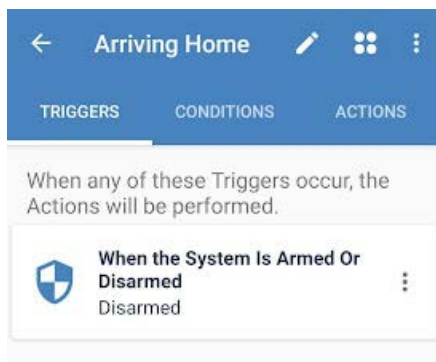 Arriving Home
TRIGGERS CONDITIONS ACTIONS
When any of these Triggers occur, the
Actions will be performed.
When the System Is Armed Or
Disarmed
Disarmed